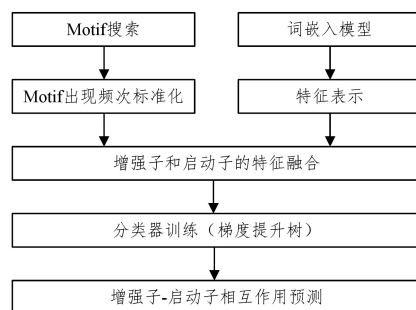 Motif搜索
词嵌入模型
Motif出现频次标准化
特征表示
增强子和启动子的特征融合
分类器训练（梯度提升树）
增强子-启动子相互作用预测